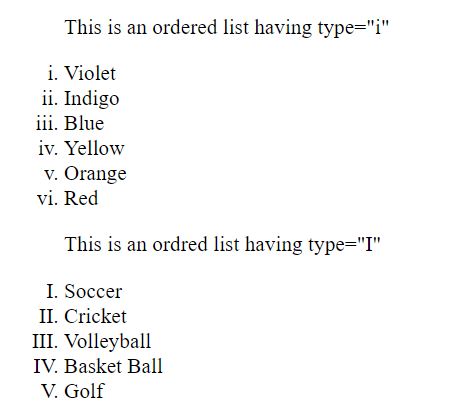 This is an ordered list having type="i"
i. Violet
ii. Indigo
iii. Blue
iv. Yellow
v. Orange
vi. Red
This is an ordred list having type="I"
I. Soccer
II. Cricket
III. Volleyball
IV. Basket Ball
V. Golf